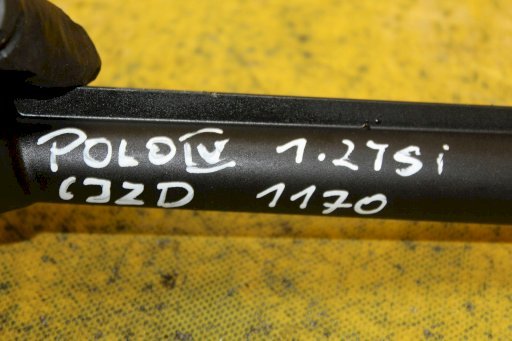 POLO IV 1.2TSi
CJZD 1170